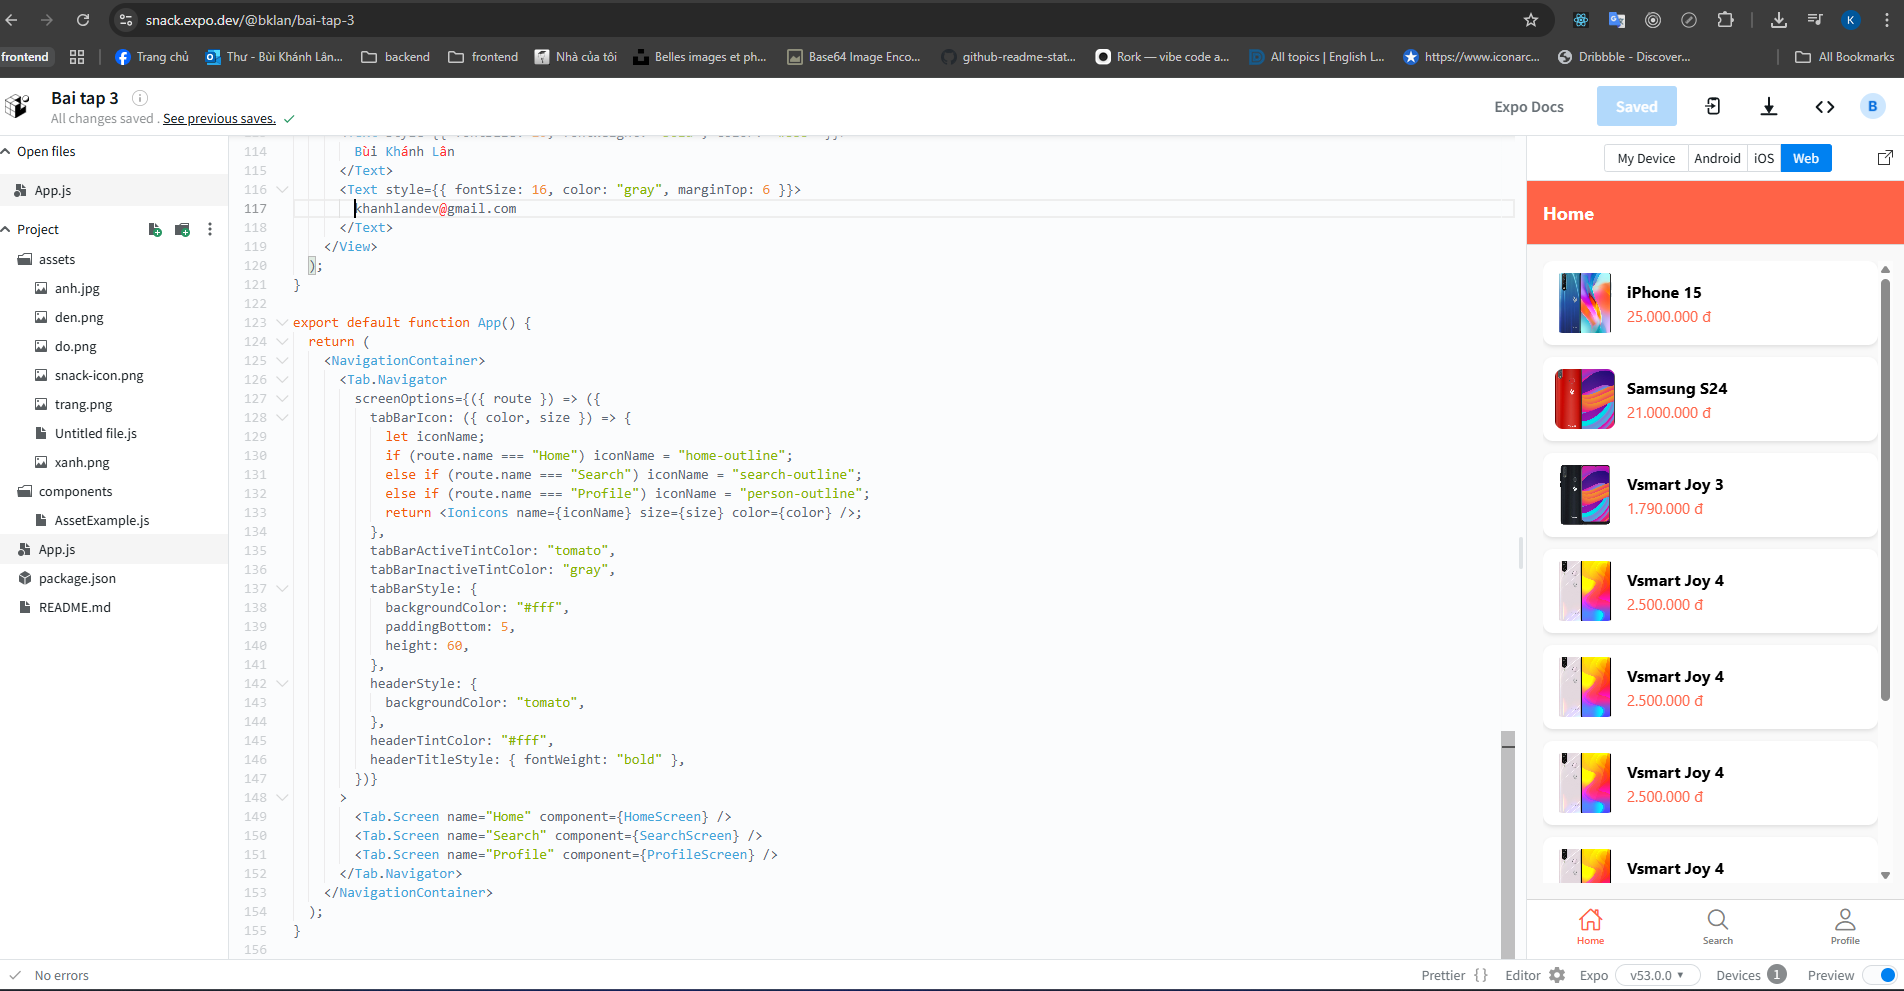 snack.expo.dev/@bklan/bai-tap-3
K
frontend
Trang chủ
Thư - Bùi Khánh Lân...
backend
frontend
Nhà của tôi
Belles images et ph...
Base64 Image Enco...
github-readme-stat...
Rork — vibe code a...
All topics | English L...
https://www.iconarc...
Dribbble - Discover...
All Bookmarks
Bai tap 3
All changes saved . See previous saves.
Expo Docs
Saved
B
Open files
App.js
Project
assets
anh.jpg
den.png
do.png
snack-icon.png
trang.png
Untitled file.js
xanh.png
components
AssetExample.js
App.js
package.json
README.md
114 Bùi Khánh Lân
115 </Text>
116 <Text style={{ fontSize: 16, color: "gray", marginTop: 6 }}>
117 khanhlandev@gmail.com
118 </Text>
119 </View>
120 );
121 }
122
123 export default function App() {
124 return (
125 <NavigationContainer>
126 <Tab.Navigator
127 screenOptions={({ route }) => ({
128 tabBarIcon: ({ color, size }) => {
129 let iconName;
130 if (route.name === "Home") iconName = "home-outline";
131 else if (route.name === "Search") iconName = "search-outline";
132 else if (route.name === "Profile") iconName = "person-outline";
133 return <Ionicons name={iconName} size={size} color={color} />;
134 },
135 tabBarActiveTintColor: "tomato",
136 tabBarInactiveTintColor: "gray",
137 tabBarStyle: {
138 backgroundColor: "#fff",
139 paddingBottom: 5,
140 height: 60,
141 },
142 headerStyle: {
143 backgroundColor: "tomato",
144 },
145 headerTintColor: "#fff",
146 headerTitleStyle: { fontWeight: "bold" },
147 })}
148 >
149 <Tab.Screen name="Home" component={HomeScreen} />
150 <Tab.Screen name="Search" component={SearchScreen} />
151 <Tab.Screen name="Profile" component={ProfileScreen} />
152 </Tab.Navigator>
153 </NavigationContainer>
154 );
155 }
156
My Device
Android
iOS
Web
Home
iPhone 15
25.000.000 đ
Samsung S24
21.000.000 đ
Vsmart Joy 3
1.790.000 đ
Vsmart Joy 4
2.500.000 đ
Vsmart Joy 4
2.500.000 đ
Vsmart Joy 4
2.500.000 đ
Vsmart Joy 4
Home
Search
Profile
No errors
Prettier { }
Editor
Expo
v53.0.0
Devices 1
Preview